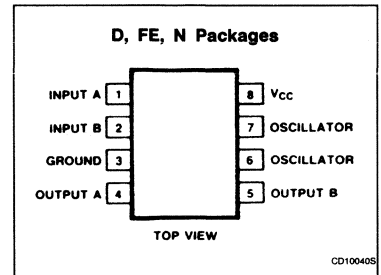 D, FE, N Packages
INPUT A 1
INPUT B 2
GROUND 3
OUTPUT A 4
8 VCC
7 OSCILLATOR
6 OSCILLATOR
5 OUTPUT B
TOP VIEW
CD10040S